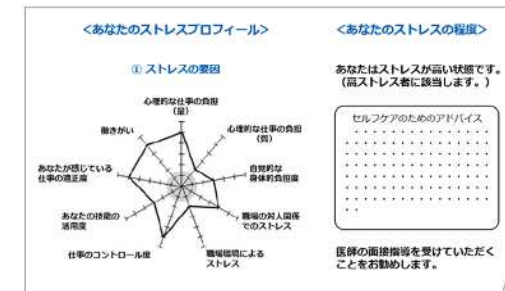 ＜あなたのストレスプロフィール＞
① ストレスの要因
心理的な仕事の負担
（量）
心理的な仕事の負担
（質）
自覚的な
身体的負担度
職場の対人関係
でのストレス
職場環境による
ストレス
仕事のコントロール度
あなたの技能の
活用度
あなたが感じている
仕事の適正度
働きがい
＜あなたのストレスの程度＞
あなたはストレスが高い状態です。
（高ストレス者に該当します。）
セルフケアのためのアドバイス
医師の面接指導を受けていただく
ことをお勧めします。